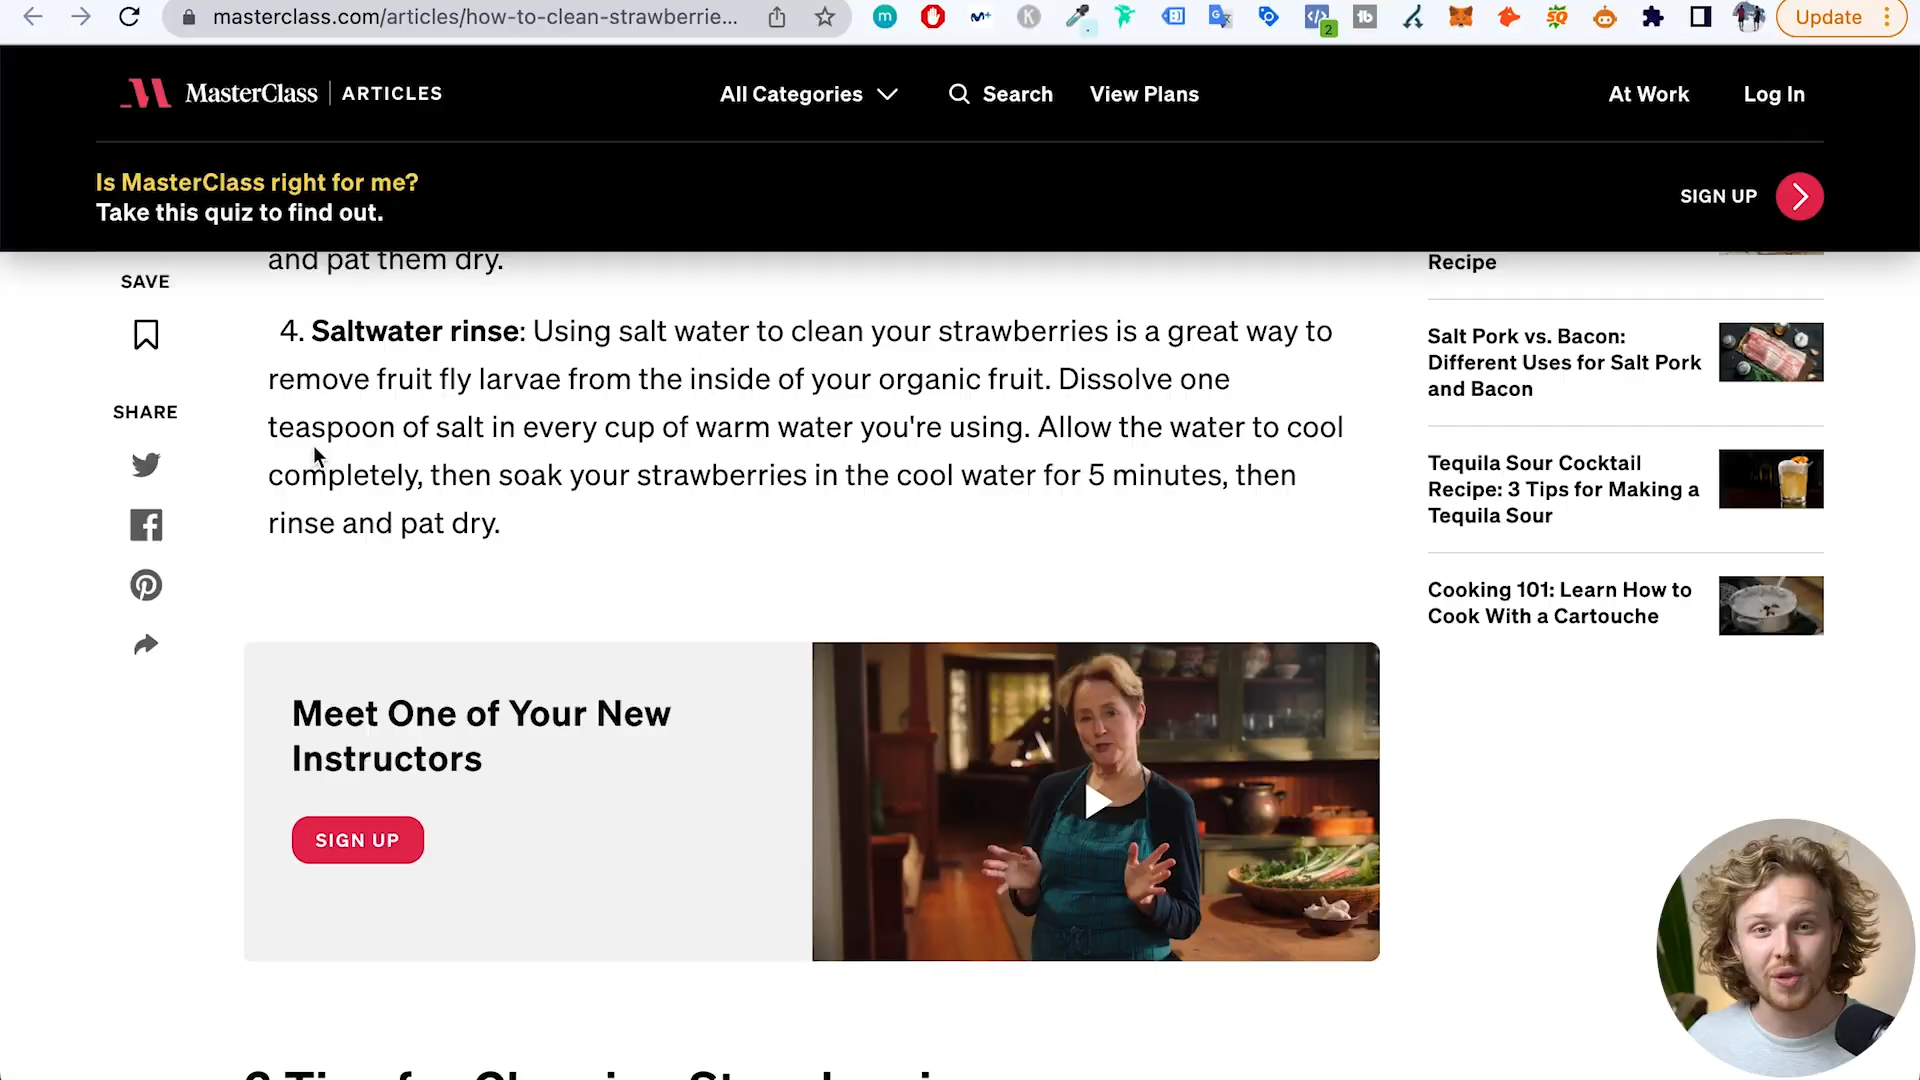 masterclass.com/articles/how-to-clean-strawberrie...
Update
2
MasterClass | ARTICLES
All Categories
Search
View Plans
At Work
Log In
Is MasterClass right for me?
Take this quiz to find out.
SIGN UP
SAVE
SHARE
and pat them dry.
4. Saltwater rinse: Using salt water to clean your strawberries is a great way to
remove fruit fly larvae from the inside of your organic fruit. Dissolve one
teaspoon of salt in every cup of warm water you're using. Allow the water to cool
completely, then soak your strawberries in the cool water for 5 minutes, then
rinse and pat dry.
Recipe
Salt Pork vs. Bacon:
Different Uses for Salt Pork
and Bacon
Tequila Sour Cocktail
Recipe: 3 Tips for Making a
Tequila Sour
Cooking 101: Learn How to
Cook With a Cartouche
Meet One of Your New
Instructors
SIGN UP